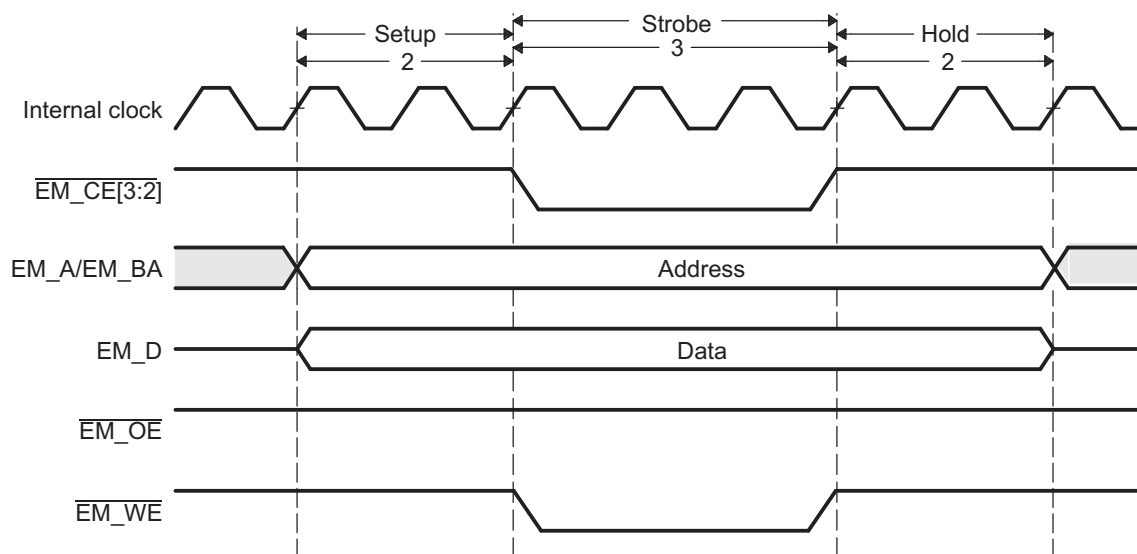 Setup
Strobe
Hold
2
3
2
Internal clock
EM_CE[3:2]
EM_A/EM_BA
Address
EM_D
Data
EM_OE
EM_WE